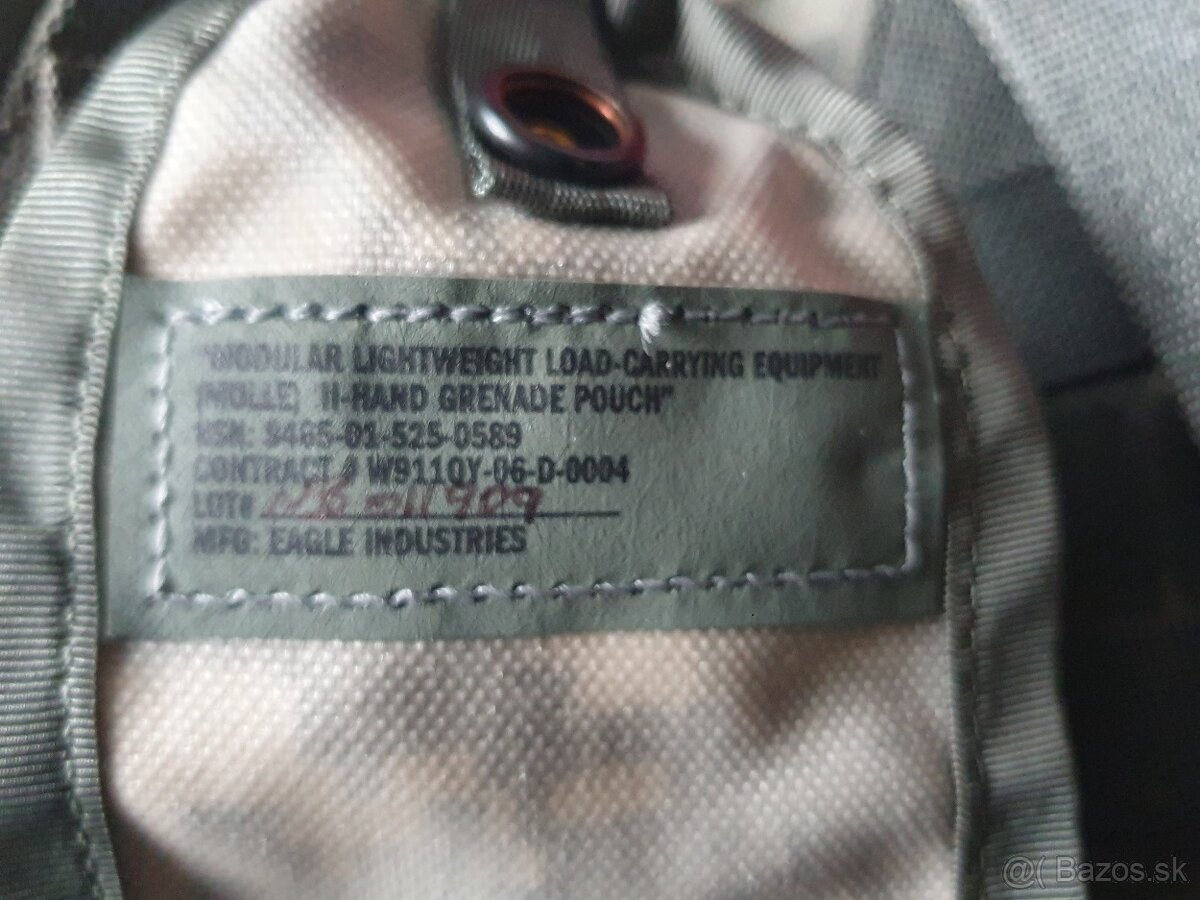 "MODULAR LIGHTWEIGHT LOAD-CARRYING EQUIPMENT
(MOLLE) II-HAND GRENADE POUCH"
NSN: 8465-01-525-0589
CONTRACT # W911QY-06-D-0004
LOT#
MFG: EAGLE INDUSTRIES
@( Bazos.sk